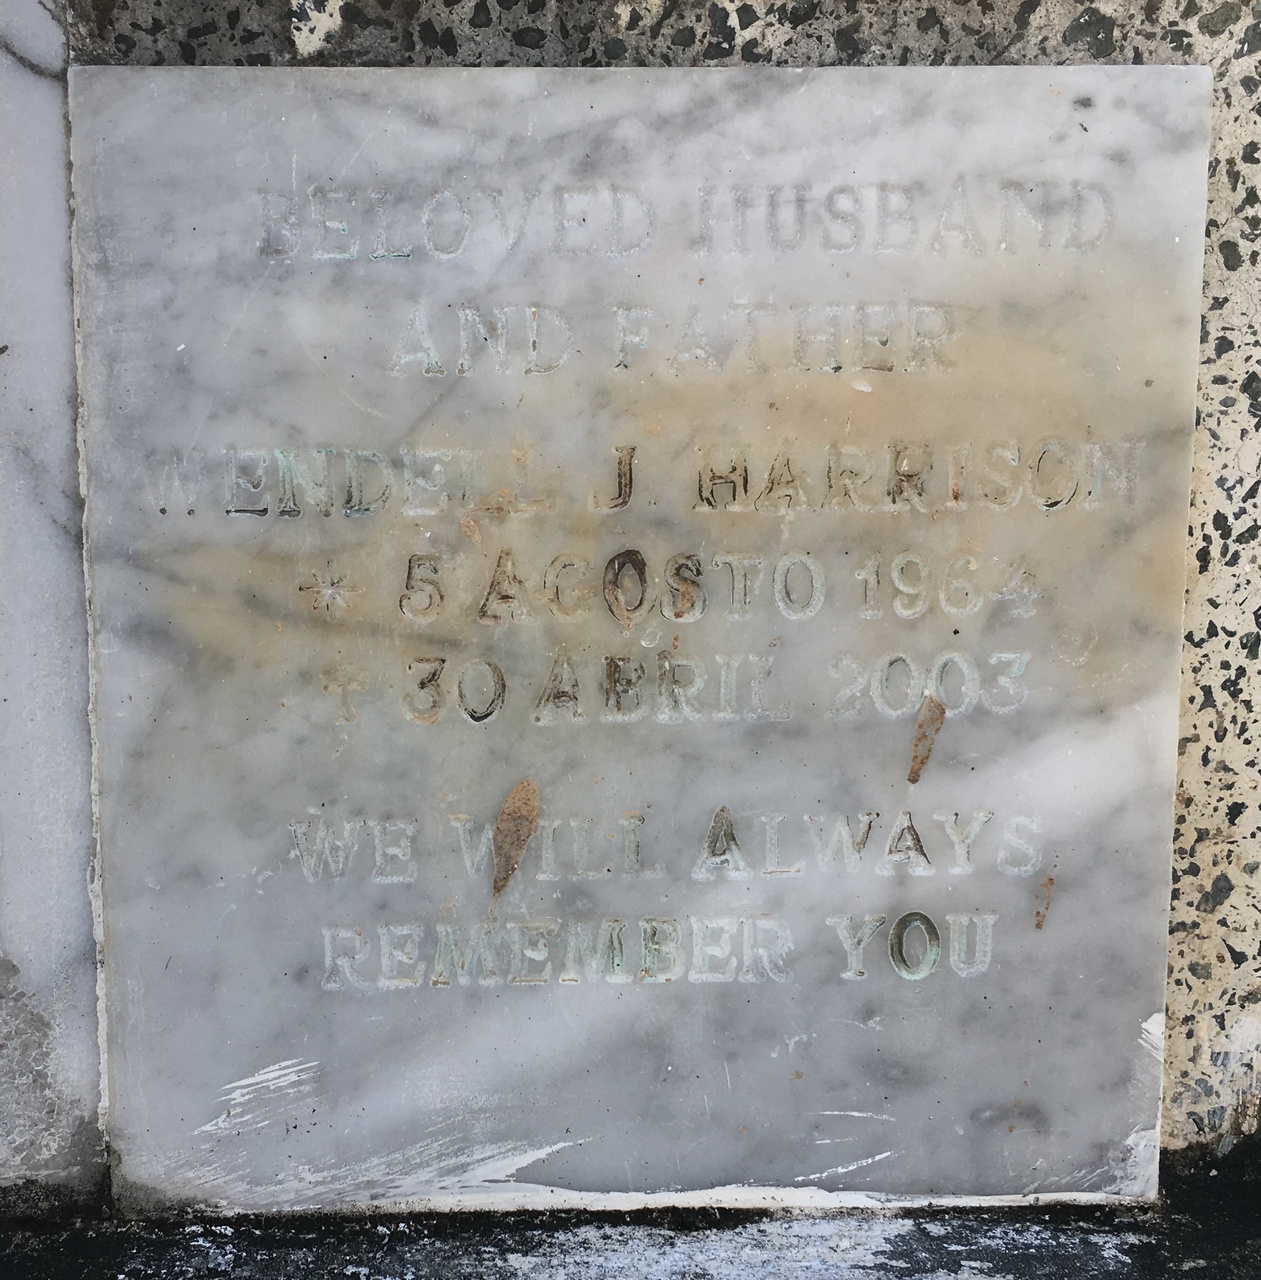 BELOVED HUSBAND
AND FATHER
WENDELL J. HARRISON
* 5 AGOSTO 1964
† 30 ABRIL 2003
WE WILL ALWAYS
REMEMBER YOU